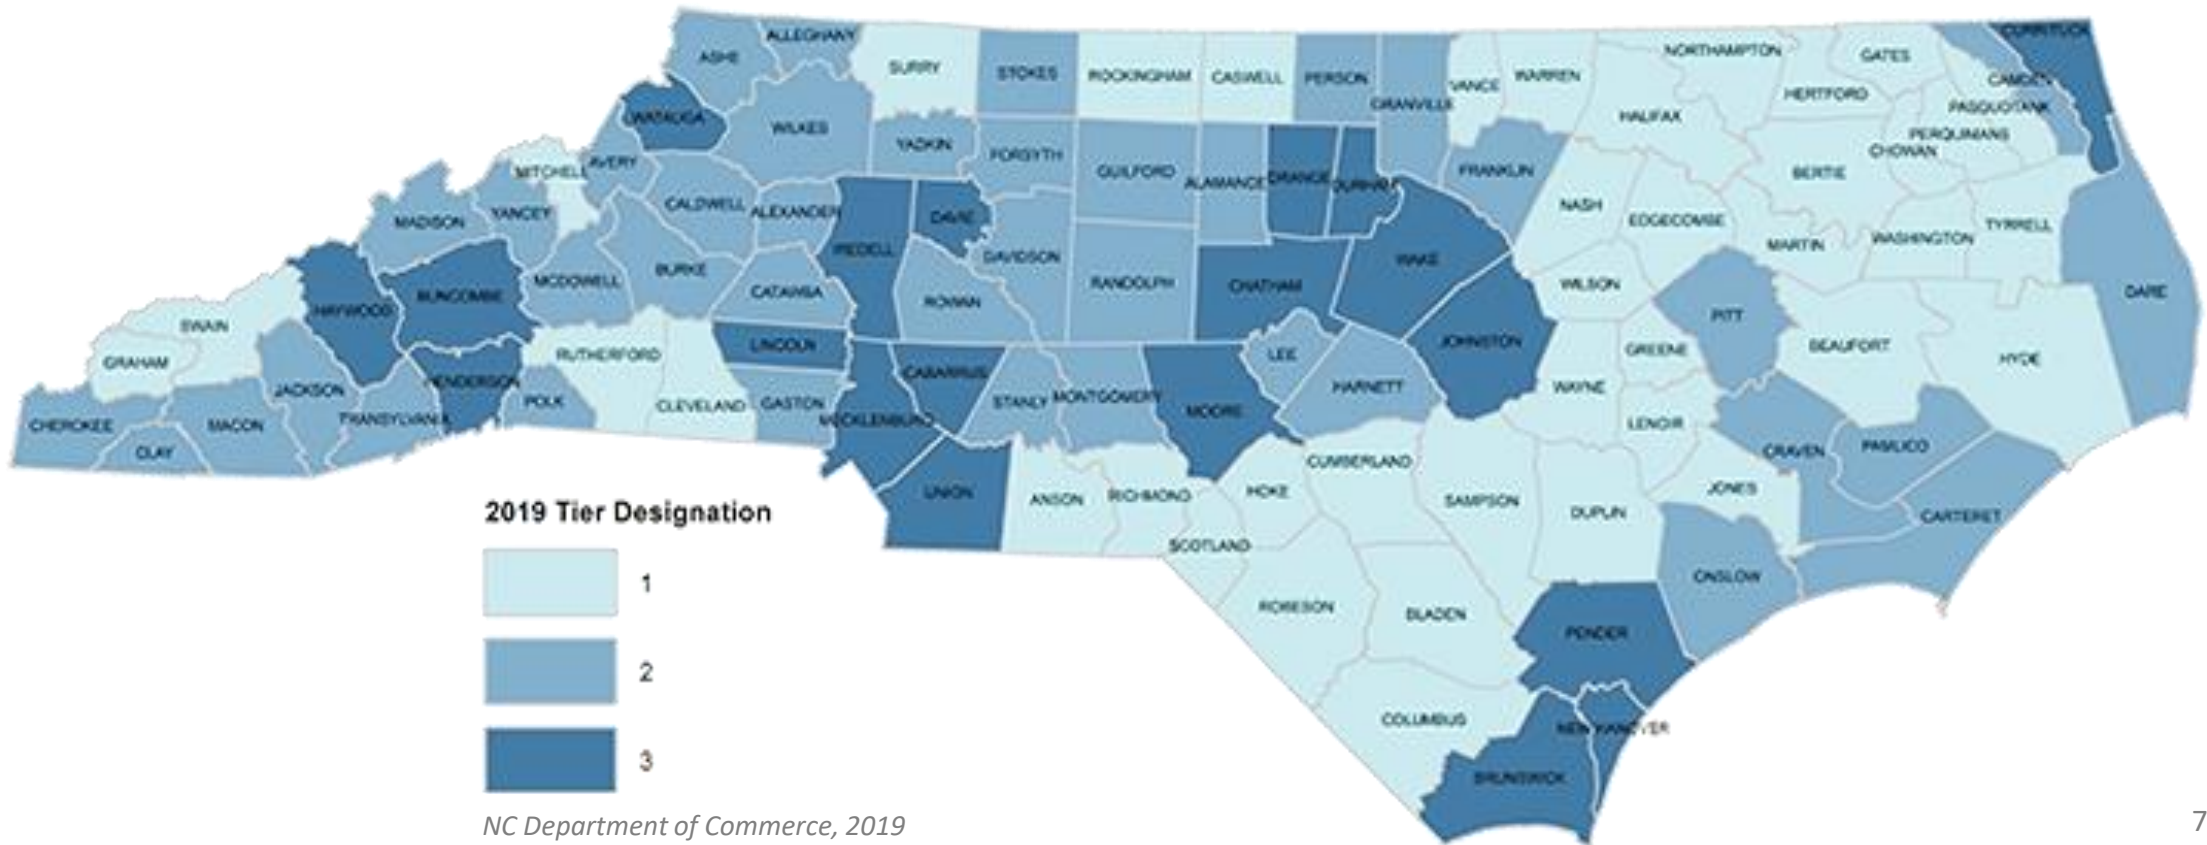 CURRITUCK
ALLEGHANY
ASHE
NORTHAMPTON
GATES
SURRY
STOKES
ROCKINGHAM
CASWELL
PERSON
VANCE
WARREN
CAMDEN
HERTFORD
GRANVILLE
PASQUOTANK
WATAUGA
HALIFAX
WILKES
PERQUIMANS
YADKIN
CHOWAN
FORSYTH
AVERY
MITCHELL
GUILFORD
FRANKLIN
BERTIE
ALAMANCE
ORANGE
DURHAM
CALDWELL
ALEXANDER
NASH
YANCEY
MADISON
DAVIE
EDGECOMBE
TYRRELL
WASHINGTON
MARTIN
IREDELL
DAVIDSON
WAKE
BURKE
MCDOWELL
RANDOLPH
CHATHAM
WILSON
CATAWBA
DARE
BUNCOMBE
ROWAN
HAYWOOD
PITT
SWAIN
JOHNSTON
LINCOLN
BEAUFORT
GREENE
RUTHERFORD
LEE
HYDE
GRAHAM
CABARRUS
HENDERSON
HARNETT
WAYNE
JACKSON
MONTGOMERY
STANLY
POLK
CLEVELAND
GASTON
MOORE
TRANSYLVANIA
MECKLENBURG
LENOIR
CHEROKEE
MACON
PAMLICO
CLAY
CRAVEN
CUMBERLAND
UNION
ANSON
RICHMOND
HOKE
JONES
SAMPSON
DUPLIN
CARTERET
SCOTLAND
ONSLOW
ROBESON
BLADEN
PENDER
COLUMBUS
NEW HANOVER
BRUNSWICK
2019 Tier Designation
1
2
3
NC Department of Commerce, 2019
7